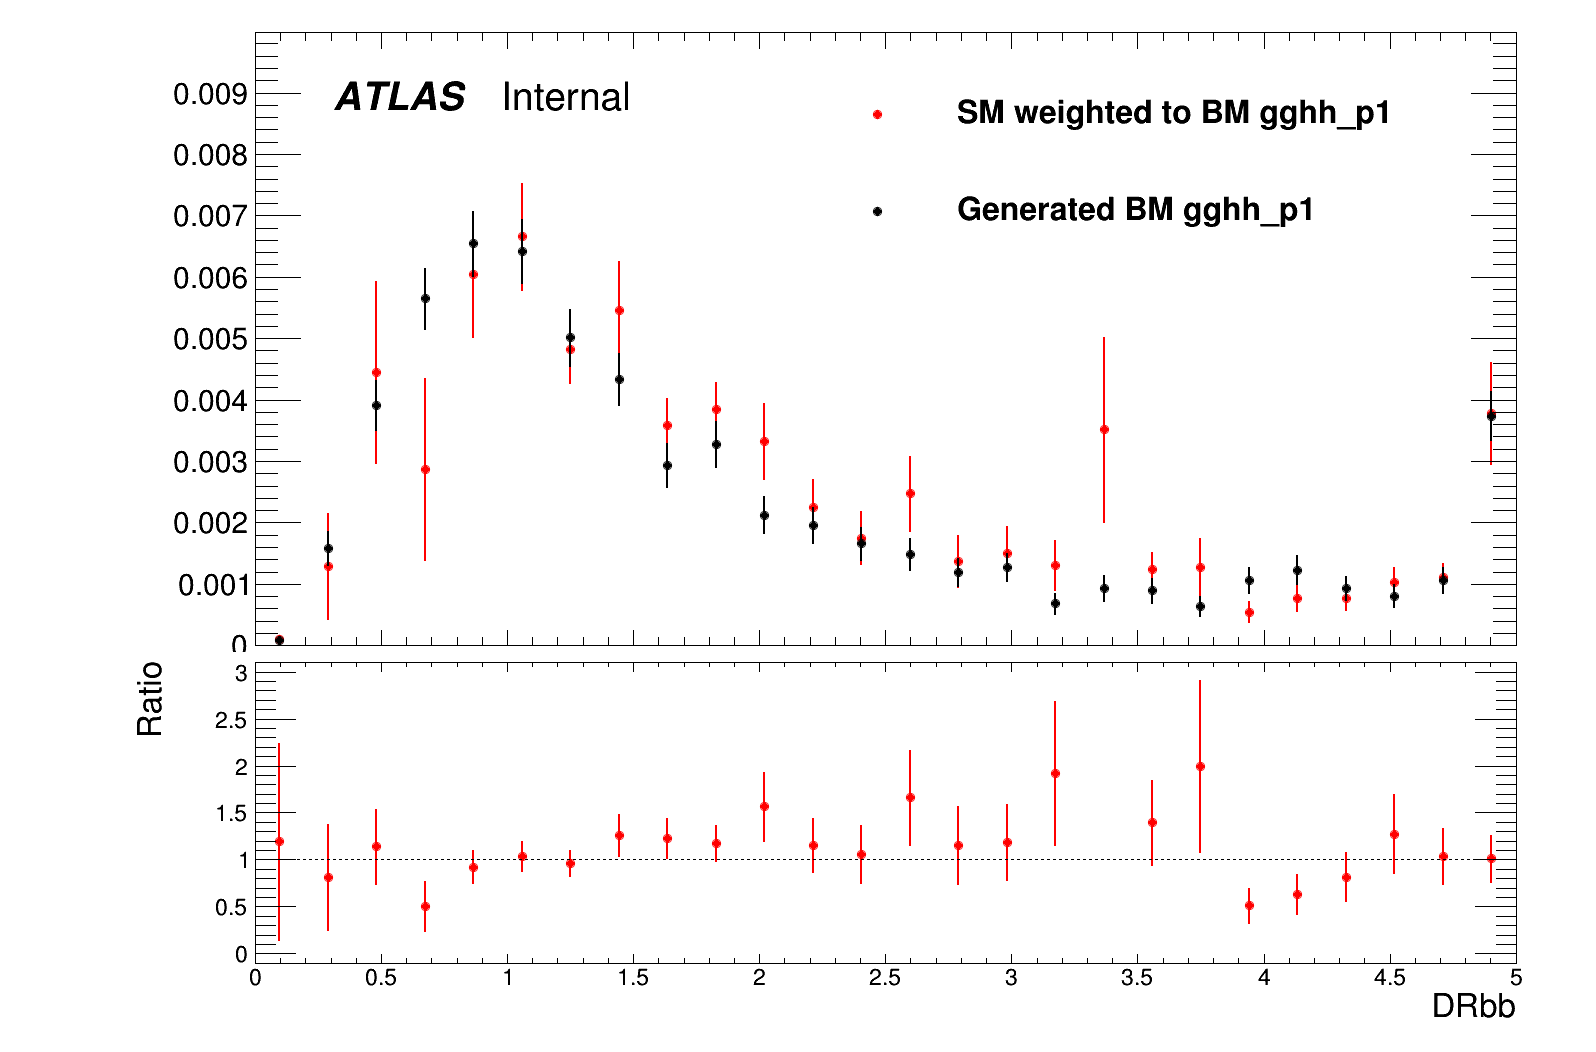 ATLAS Internal
SM weighted to BM gghh_p1
Generated BM gghh_p1
0.009
0.008
0.007
0.006
0.005
0.004
0.003
0.002
0.001
0
Ratio
3
2.5
2
1.5
1
0.5
0
0 0.5 1 1.5 2 2.5 3 3.5 4 4.5 5
DRbb